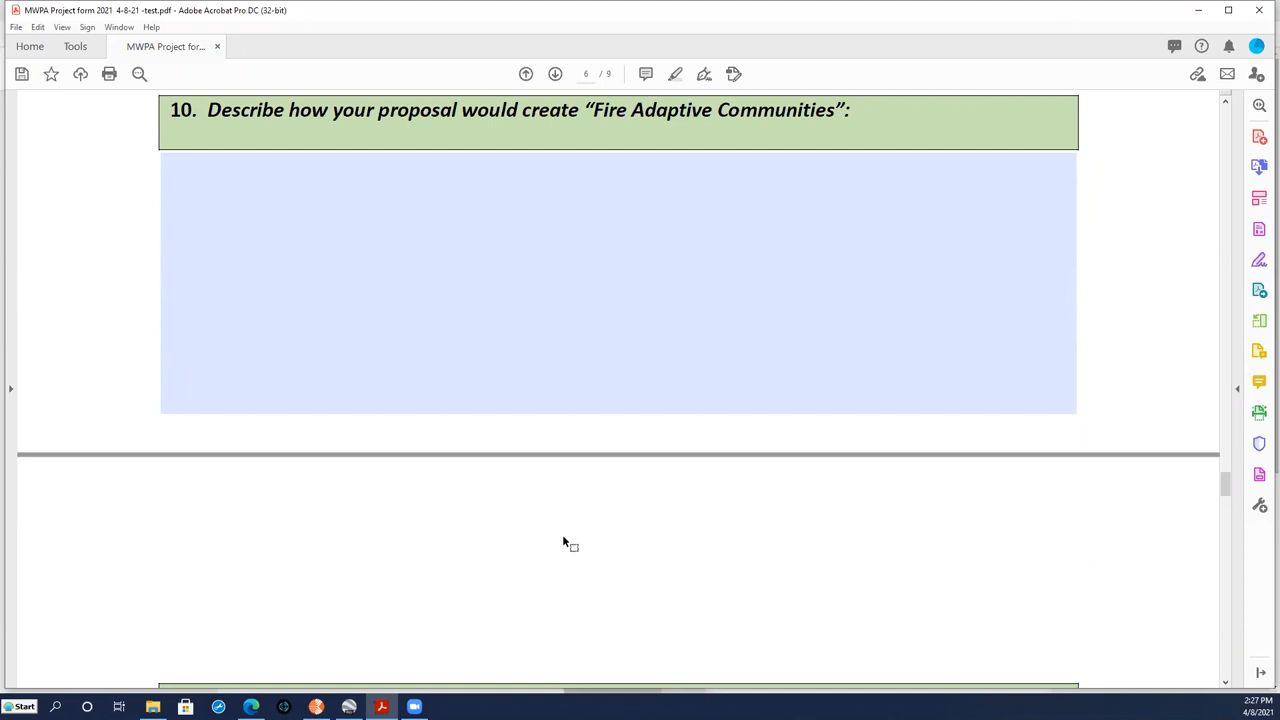 MWPA Project form 2021  4-8-21 -test.pdf - Adobe Acrobat Pro DC (32-bit)
File Edit View Sign Window Help
Home Tools MWPA Project for... ×
6 / 9
10. Describe how your proposal would create “Fire Adaptive Communities”:
Start
2:27 PM
4/8/2021